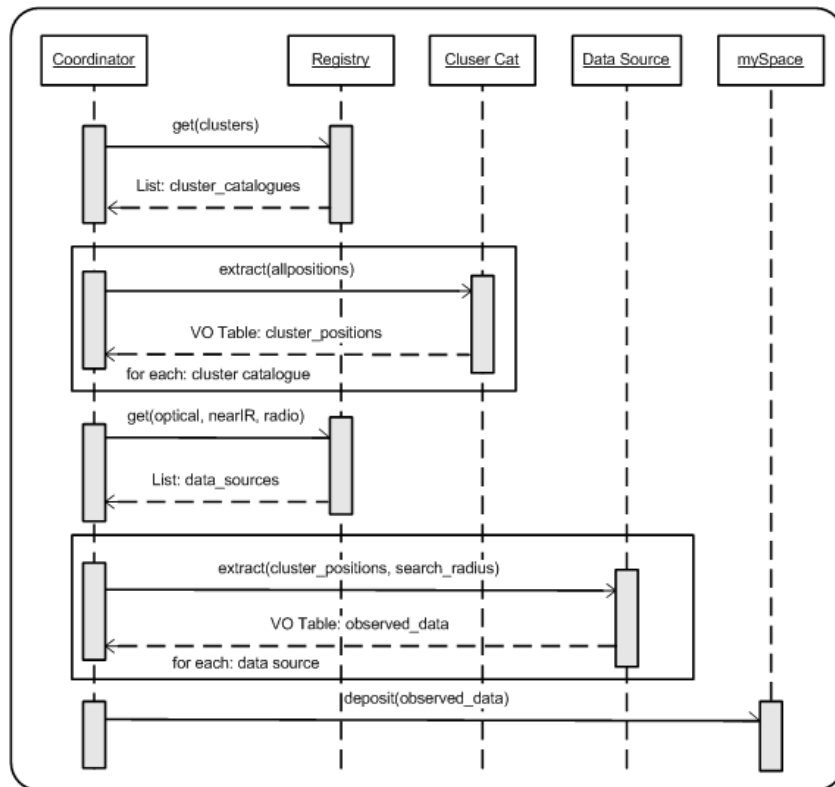 Coordinator
Registry
Cluser Cat
Data Source
mySpace
get(clusters)
List: cluster_catalogues
extract(allpositions)
VO Table: cluster_positions
for each: cluster catalogue
get(optical, nearIR, radio)
List: data_sources
extract(cluster_positions, search_radius)
VO Table: observed_data
for each: data source
deposit(observed_data)